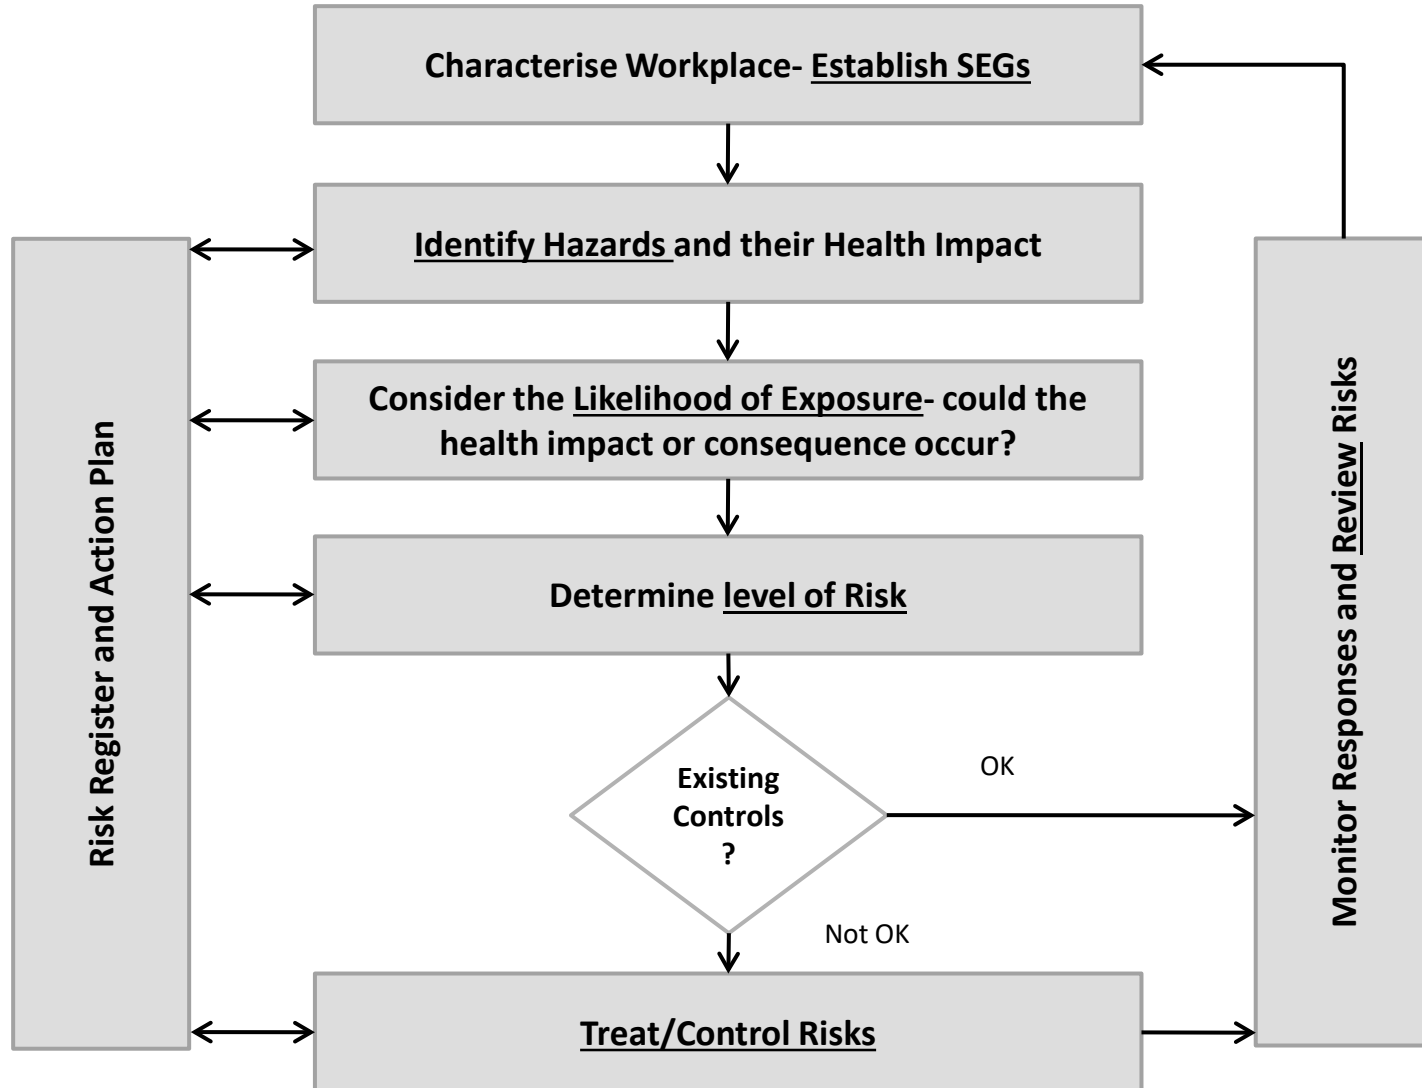 Characterise Workplace- Establish SEGs
Identify Hazards and their Health Impact
Consider the Likelihood of Exposure- could the
health impact or consequence occur?
Determine level of Risk
Existing
Controls
?
OK
Not OK
Treat/Control Risks
Risk Register and Action Plan
Monitor Responses and Review Risks